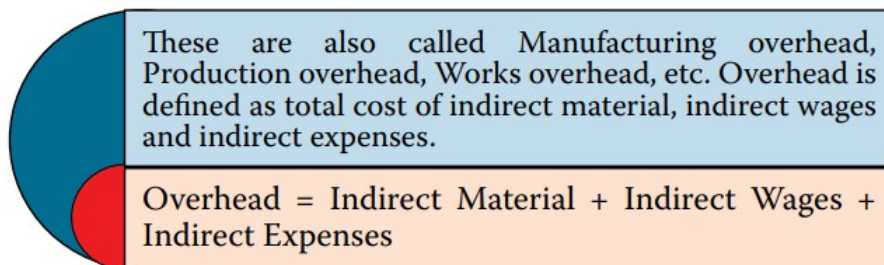 These are also called Manufacturing overhead,
Production overhead, Works overhead, etc. Overhead is
defined as total cost of indirect material, indirect wages
and indirect expenses.
Overhead = Indirect Material + Indirect Wages +
Indirect Expenses